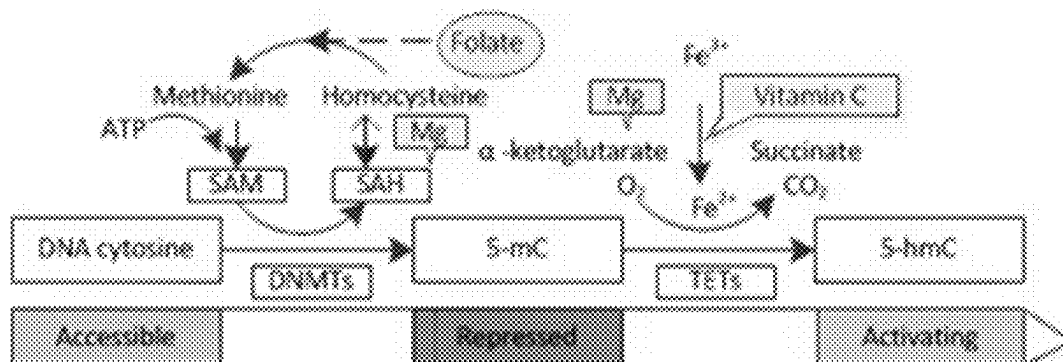 Folate
Fe³⁺
Methionine Homocysteine Mg Vitamin C
ATP Mg
α-ketoglutarate Succinate
SAM SAH O₂ Fe²⁺ CO₂
DNA cytosine 5-mC 5-hmC
DNMTs TETs
Accessible Repressed Activating